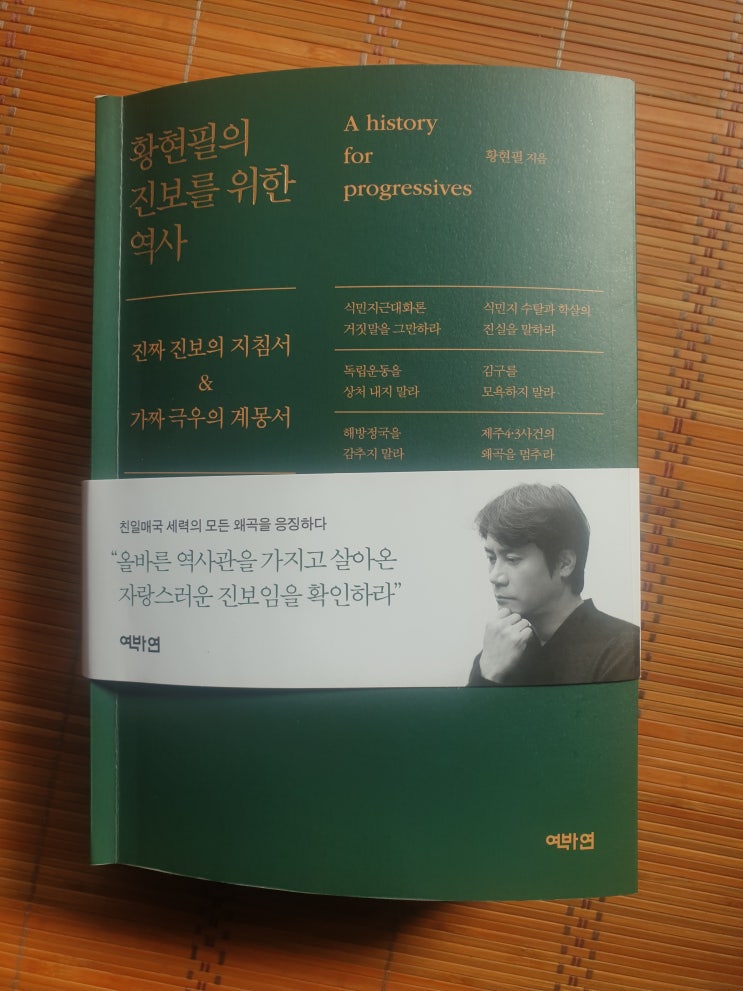 황현필의
진보를 위한
역사
A history
for
progressives
황현필 지음
진짜 진보의 지침서
&
가짜 극우의 계몽서
식민지근대화론
거짓말을 그만하라
식민지 수탈과 학살의
진실을 말하라
독립운동을
상처 내지 말라
김구를
모욕하지 말라
해방정국을
감추지 말라
제주4·3사건의
왜곡을 멈추라
친일매국 세력의 모든 왜곡을 응징하다
“올바른 역사관을 가지고 살아온
자랑스러운 진보임을 확인하라”
역바연
역바연